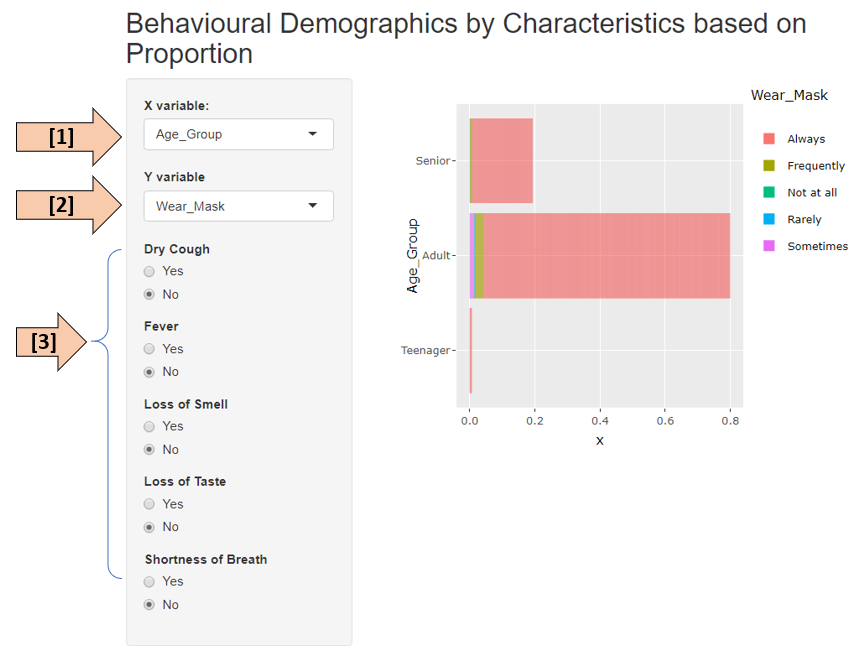 Behavioural Demographics by Characteristics based on
Proportion
[1]
X variable:
Age_Group
[2]
Y variable
Wear_Mask
[3]
Dry Cough
Yes
No
Fever
Yes
No
Loss of Smell
Yes
No
Loss of Taste
Yes
No
Shortness of Breath
Yes
No
Age_Group
Senior
Adult
Teenager
0.0 0.2 0.4 0.6 0.8
x
Wear_Mask
Always
Frequently
Not at all
Rarely
Sometimes